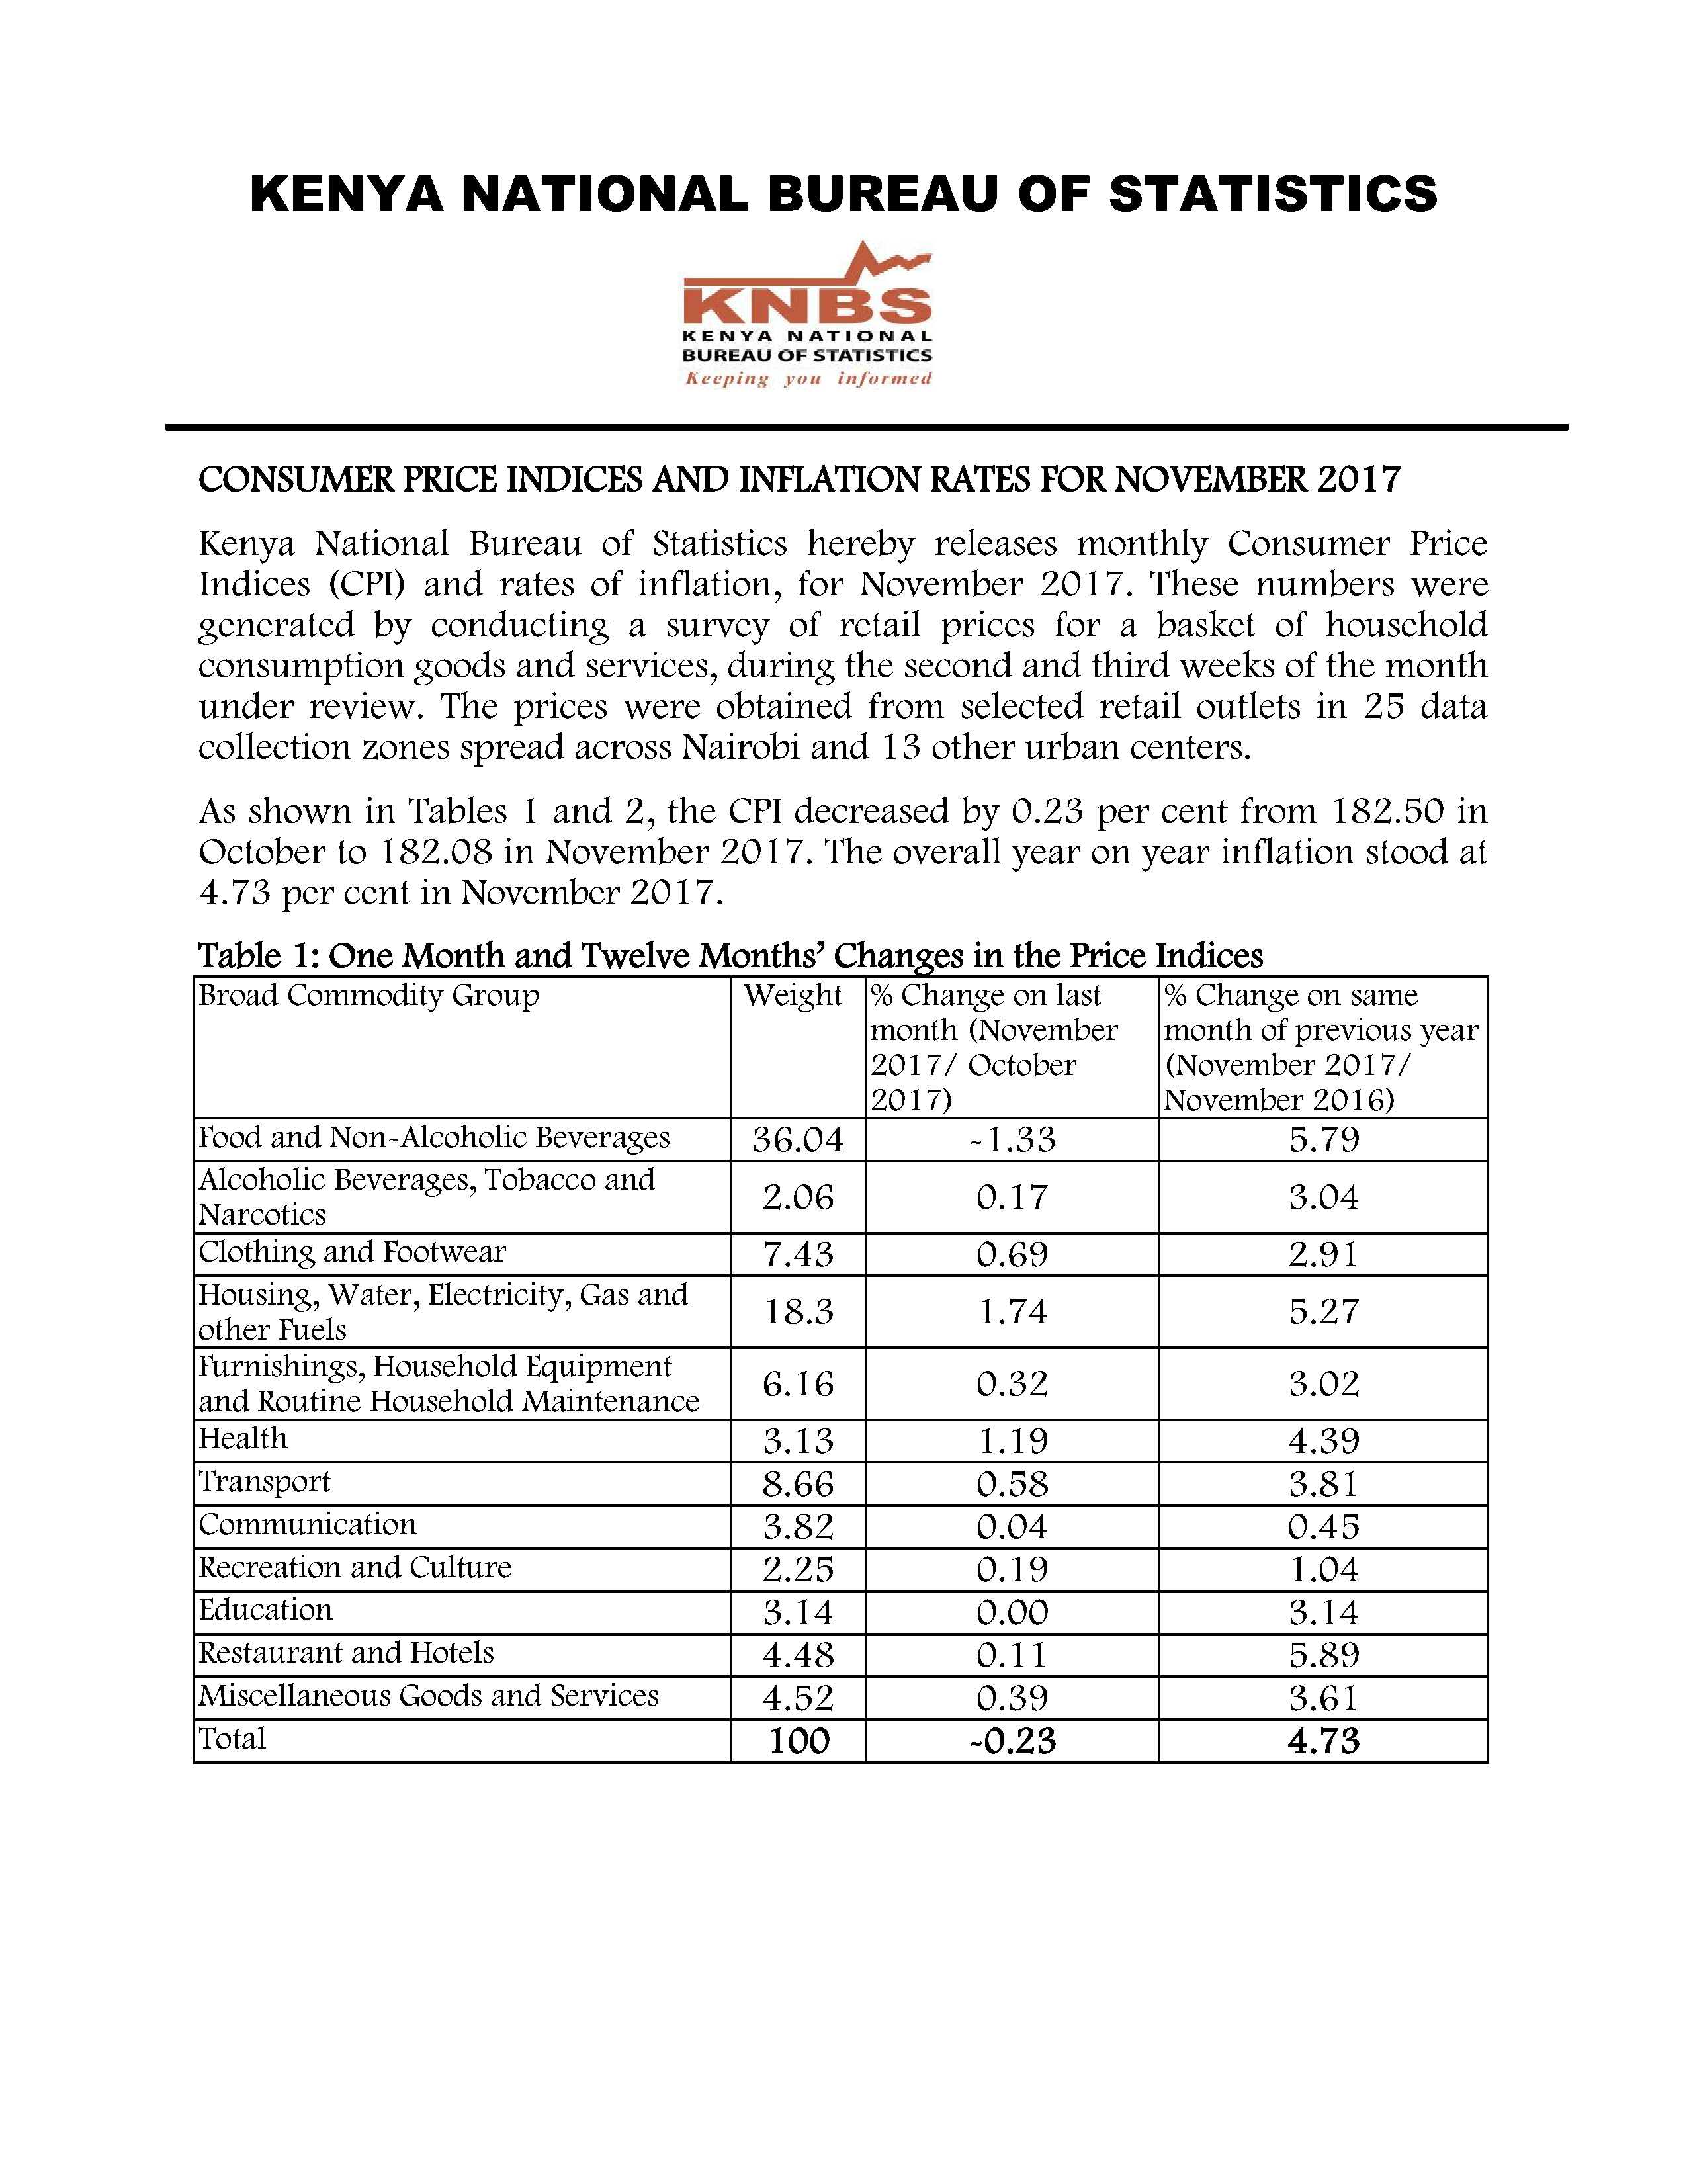 KENYA NATIONAL BUREAU OF STATISTICS
KNBS
KENYA NATIONAL
BUREAU OF STATISTICS
Keeping you informed
CONSUMER PRICE INDICES AND INFLATION RATES FOR NOVEMBER 2017
Kenya National Bureau of Statistics hereby releases monthly Consumer Price
Indices (CPI) and rates of inflation, for November 2017. These numbers were
generated by conducting a survey of retail prices for a basket of household
consumption goods and services, during the second and third weeks of the month
under review. The prices were obtained from selected retail outlets in 25 data
collection zones spread across Nairobi and 13 other urban centers.
As shown in Tables 1 and 2, the CPI decreased by 0.23 per cent from 182.50 in
October to 182.08 in November 2017. The overall year on year inflation stood at
4.73 per cent in November 2017.
Table 1: One Month and Twelve Months’ Changes in the Price Indices
Broad Commodity Group Weight % Change on last month (November 2017/ October 2017) % Change on same month of previous year (November 2017/ November 2016)
Food and Non-Alcoholic Beverages 36.04 -1.33 5.79
Alcoholic Beverages, Tobacco and Narcotics 2.06 0.17 3.04
Clothing and Footwear 7.43 0.69 2.91
Housing, Water, Electricity, Gas and other Fuels 18.3 1.74 5.27
Furnishings, Household Equipment and Routine Household Maintenance 6.16 0.32 3.02
Health 3.13 1.19 4.39
Transport 8.66 0.58 3.81
Communication 3.82 0.04 0.45
Recreation and Culture 2.25 0.19 1.04
Education 3.14 0.00 3.14
Restaurant and Hotels 4.48 0.11 5.89
Miscellaneous Goods and Services 4.52 0.39 3.61
Total 100 -0.23 4.73